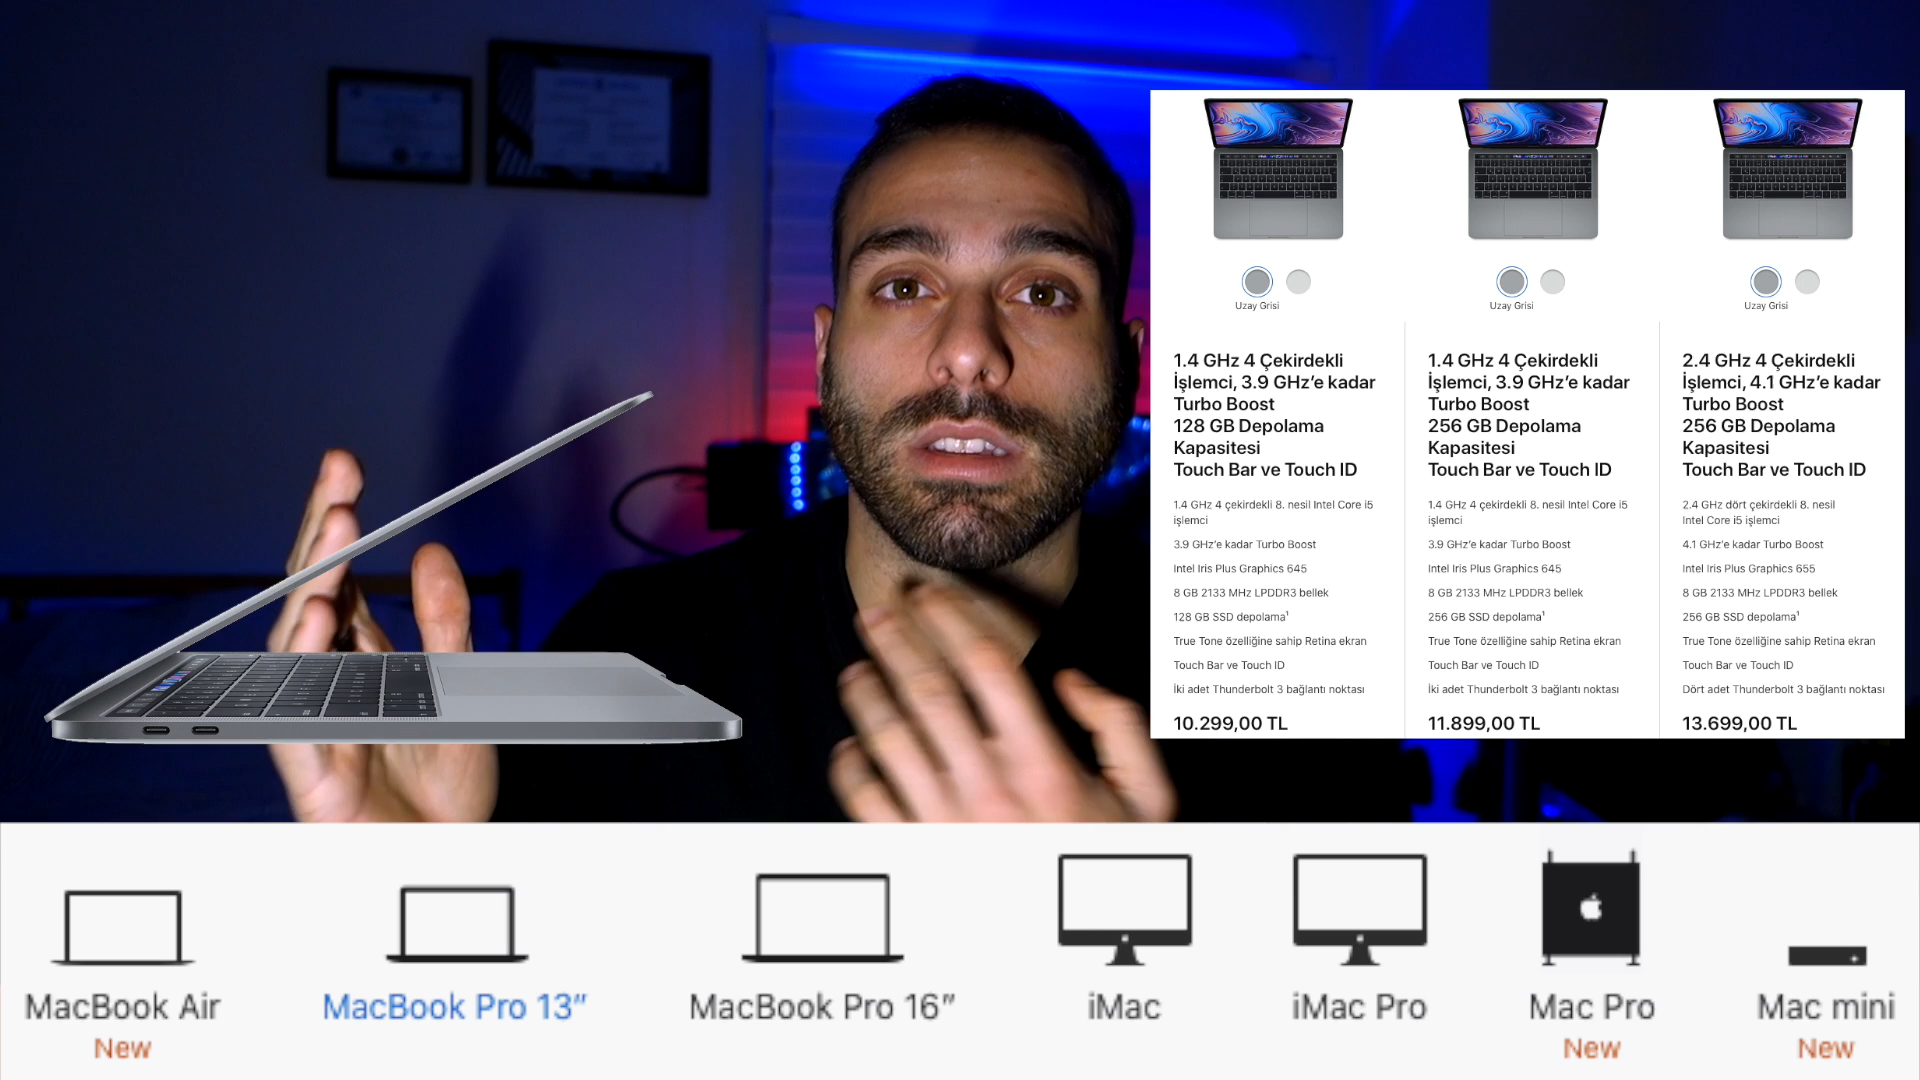 Uzay Grisi
1.4 GHz 4 Çekirdekli
İşlemci, 3.9 GHz’e kadar
Turbo Boost
128 GB Depolama
Kapasitesi
Touch Bar ve Touch ID
1.4 GHz 4 çekirdekli 8. nesil Intel Core i5
işlemci
3.9 GHz’e kadar Turbo Boost
Intel Iris Plus Graphics 645
8 GB 2133 MHz LPDDR3 bellek
128 GB SSD depolama¹
True Tone özelliğine sahip Retina ekran
Touch Bar ve Touch ID
İki adet Thunderbolt 3 bağlantı noktası
10.299,00 TL
Uzay Grisi
1.4 GHz 4 Çekirdekli
İşlemci, 3.9 GHz’e kadar
Turbo Boost
256 GB Depolama
Kapasitesi
Touch Bar ve Touch ID
1.4 GHz 4 çekirdekli 8. nesil Intel Core i5
işlemci
3.9 GHz’e kadar Turbo Boost
Intel Iris Plus Graphics 645
8 GB 2133 MHz LPDDR3 bellek
256 GB SSD depolama¹
True Tone özelliğine sahip Retina ekran
Touch Bar ve Touch ID
İki adet Thunderbolt 3 bağlantı noktası
11.899,00 TL
Uzay Grisi
2.4 GHz 4 Çekirdekli
İşlemci, 4.1 GHz’e kadar
Turbo Boost
256 GB Depolama
Kapasitesi
Touch Bar ve Touch ID
2.4 GHz dört çekirdekli 8. nesil
Intel Core i5 işlemci
4.1 GHz’e kadar Turbo Boost
Intel Iris Plus Graphics 655
8 GB 2133 MHz LPDDR3 bellek
256 GB SSD depolama¹
True Tone özelliğine sahip Retina ekran
Touch Bar ve Touch ID
Dört adet Thunderbolt 3 bağlantı noktası
13.699,00 TL
MacBook Air
New
MacBook Pro 13”
MacBook Pro 16”
iMac
iMac Pro
Mac Pro
New
Mac mini
New